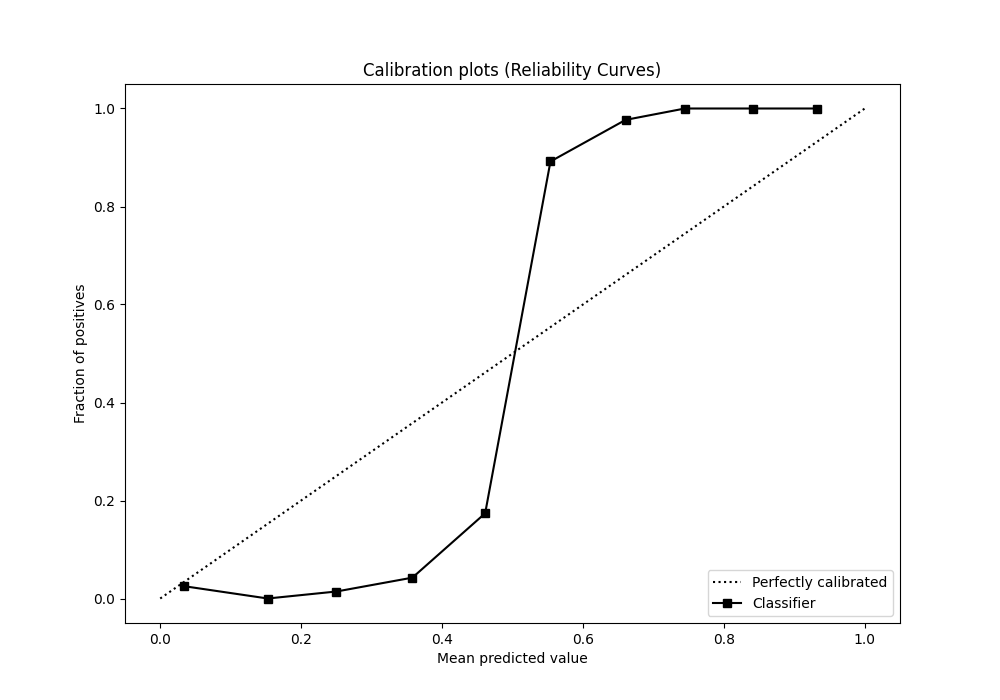 Calibration plots (Reliability Curves)
Fraction of positives
1.0
0.8
0.6
0.4
0.2
0.0
0.0 0.2 0.4 0.6 0.8 1.0
Mean predicted value
Perfectly calibrated
Classifier